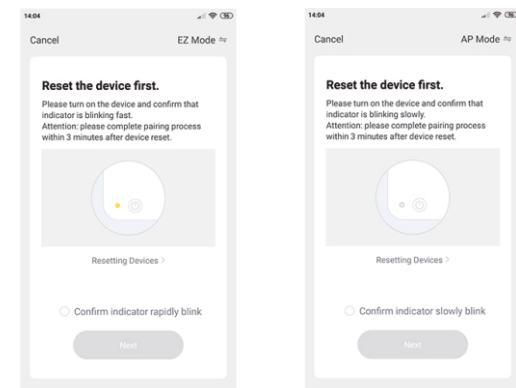 14:04
56
Cancel
EZ Mode
Reset the device first.
Please turn on the device and confirm that
indicator is blinking fast.
Attention: please complete pairing process
within 3 minutes after device reset.
Resetting Devices >
Confirm indicator rapidly blink
Next
14:04
56
Cancel
AP Mode
Reset the device first.
Please turn on the device and confirm that
indicator is blinking slowly.
Attention: please complete pairing process
within 3 minutes after device reset.
Resetting Devices >
Confirm indicator slowly blink
Next